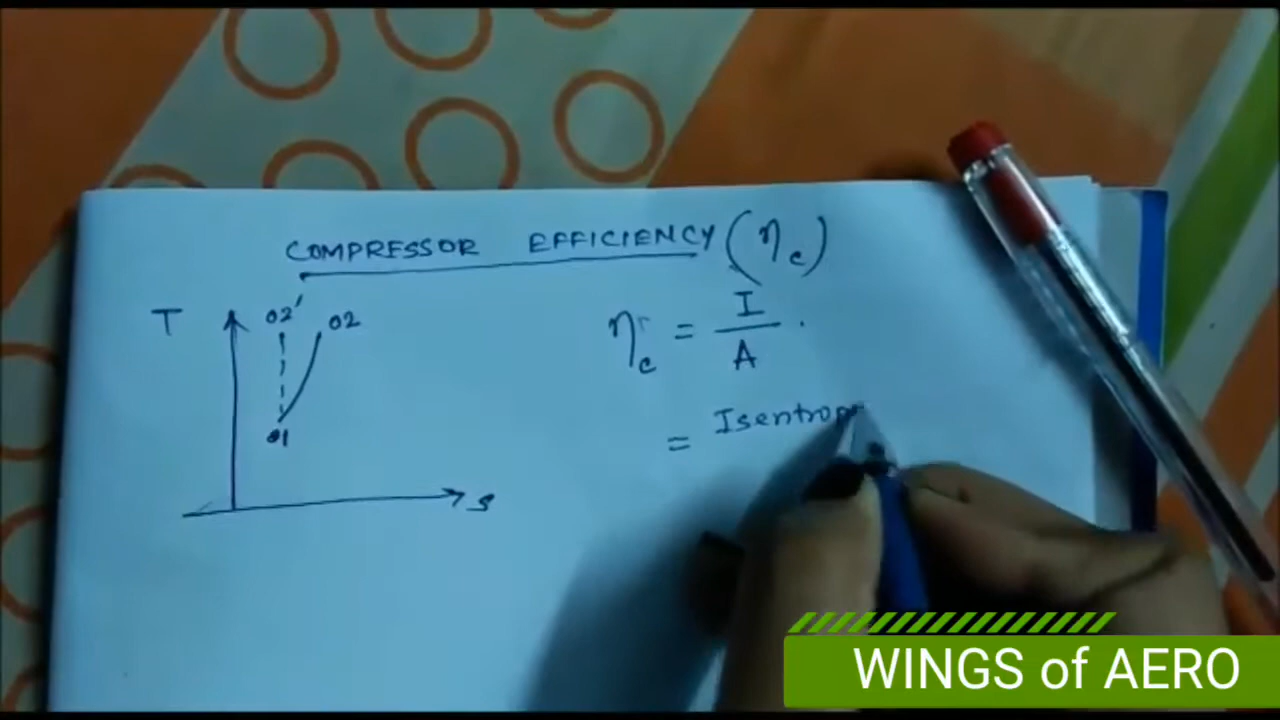 COMPRESSOR EFFICIENCY (ηc)
T
02'
02
01
s
ηc = I / A .
= Isentrop
WINGS of AERO